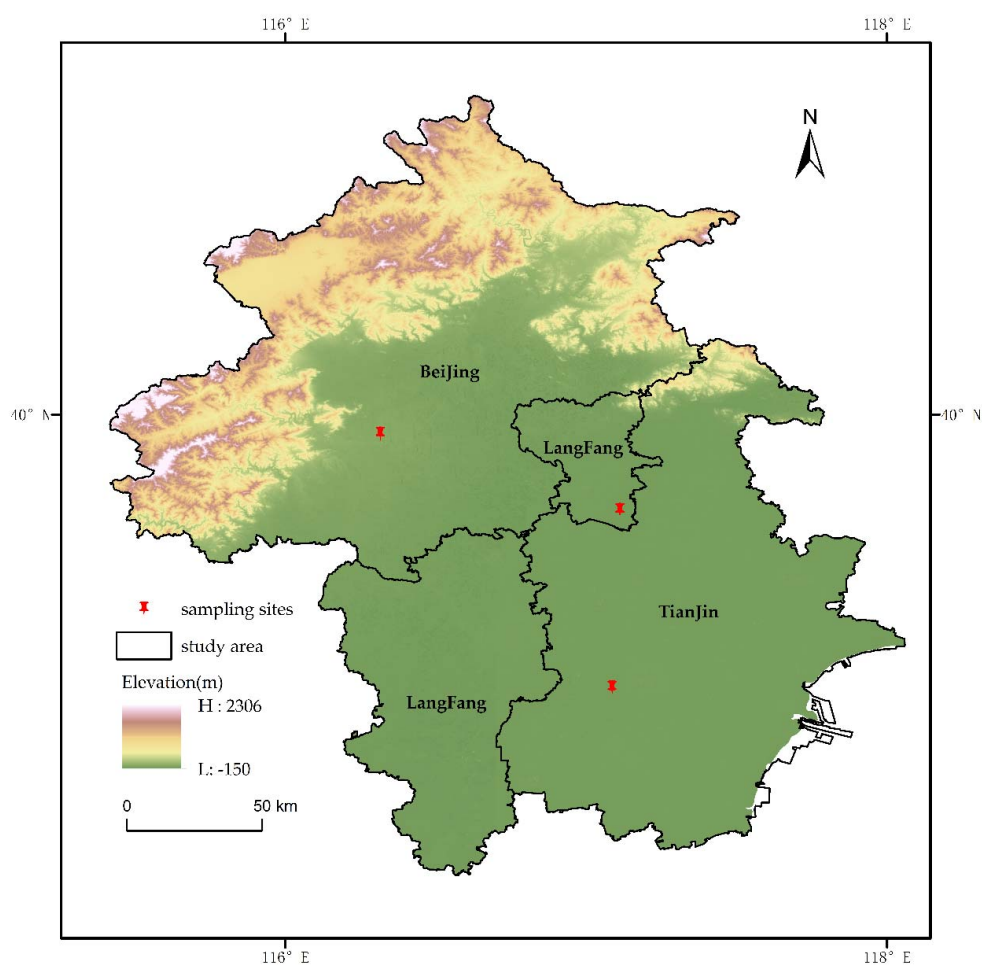 116° E
118° E
N
BeiJing
40° N
40° N
LangFang
sampling sites
TianJin
study area
Elevation(m)
H : 2306
LangFang
L: -150
0
50 km
116° E
118° E